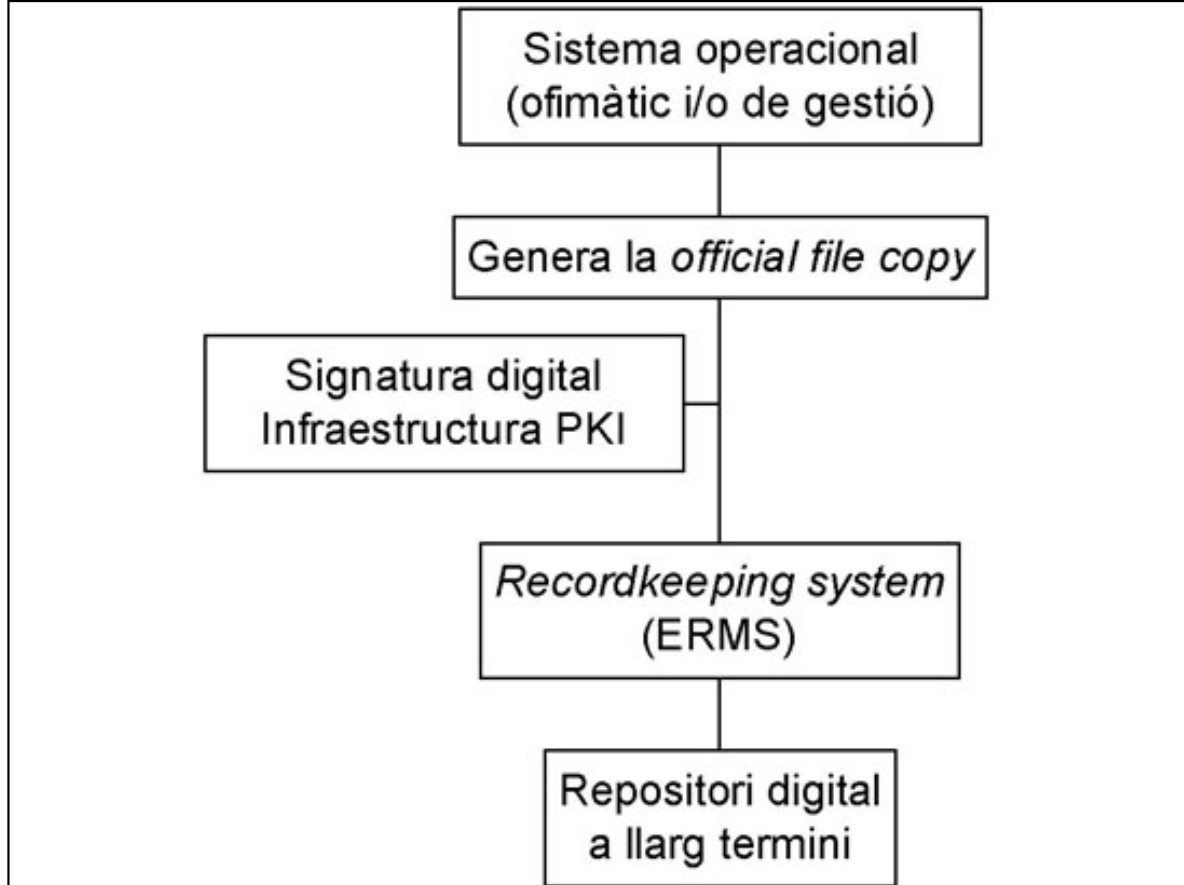 Sistema operacional
(ofimàtic i/o de gestió)
Genera la official file copy
Signatura digital
Infraestructura PKI
Recordkeeping system
(ERMS)
Repositori digital
a llarg termini